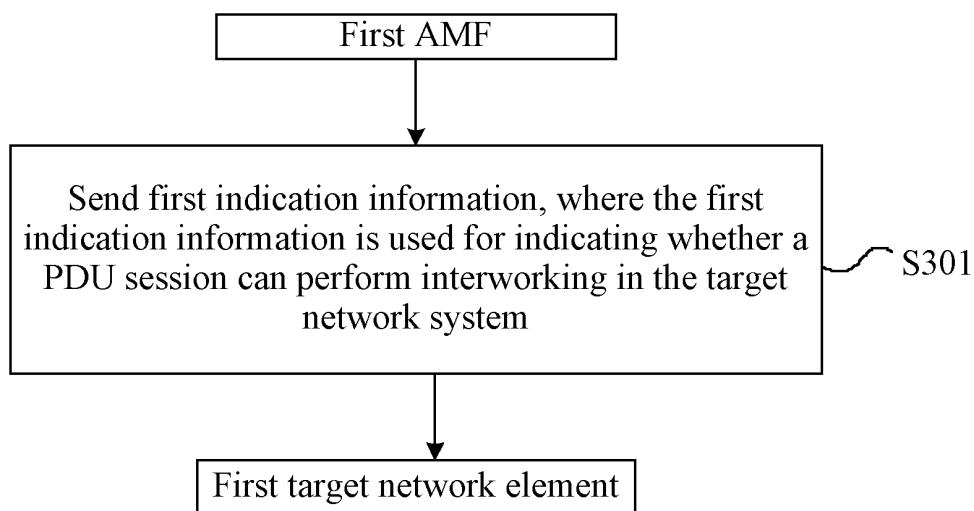 First AMF
Send first indication information, where the first
indication information is used for indicating whether a
PDU session can perform interworking in the target
network system
S301
First target network element